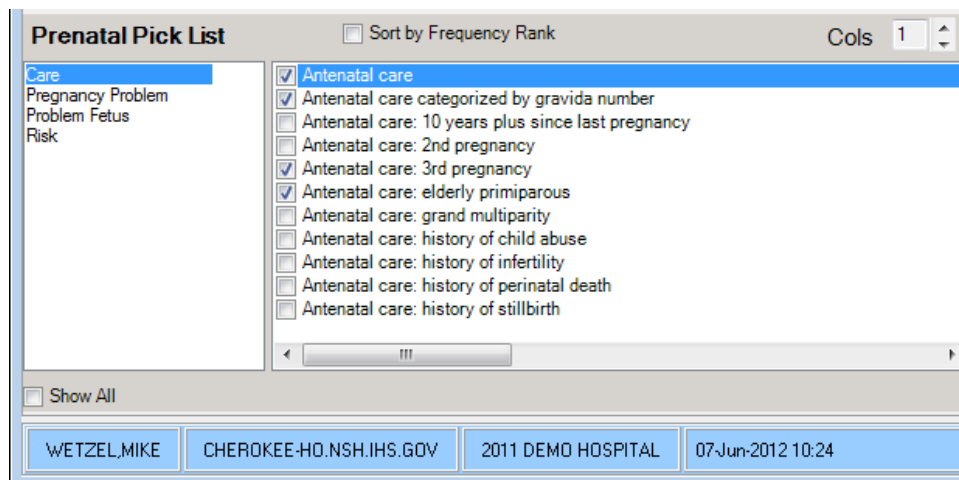 Prenatal Pick List
Sort by Frequency Rank
Cols 1
Care
Pregnancy Problem
Problem Fetus
Risk
Antenatal care
Antenatal care categorized by gravida number
Antenatal care: 10 years plus since last pregnancy
Antenatal care: 2nd pregnancy
Antenatal care: 3rd pregnancy
Antenatal care: elderly primiparous
Antenatal care: grand multiparity
Antenatal care: history of child abuse
Antenatal care: history of infertility
Antenatal care: history of perinatal death
Antenatal care: history of stillbirth
Show All
WETZEL,MIKE
CHEROKEE-HO.NSH.IHS.GOV
2011 DEMO HOSPITAL
07-Jun-2012 10:24